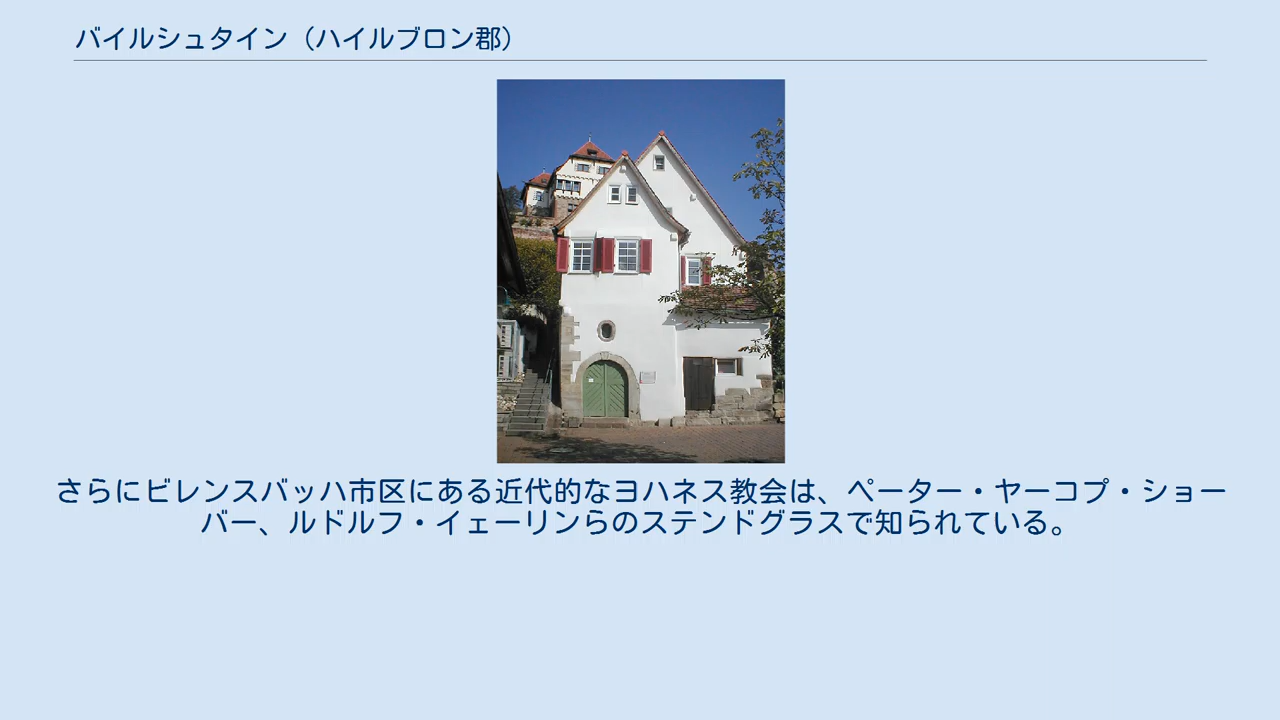 バイルシュタイン（ハイルブロン郡）
さらにビレンスバッハ市区にある近代的なヨハネス教会は、ペーター・ヤーコプ・ショー
バー、ルドルフ・イェーリンらのステンドグラスで知られている。